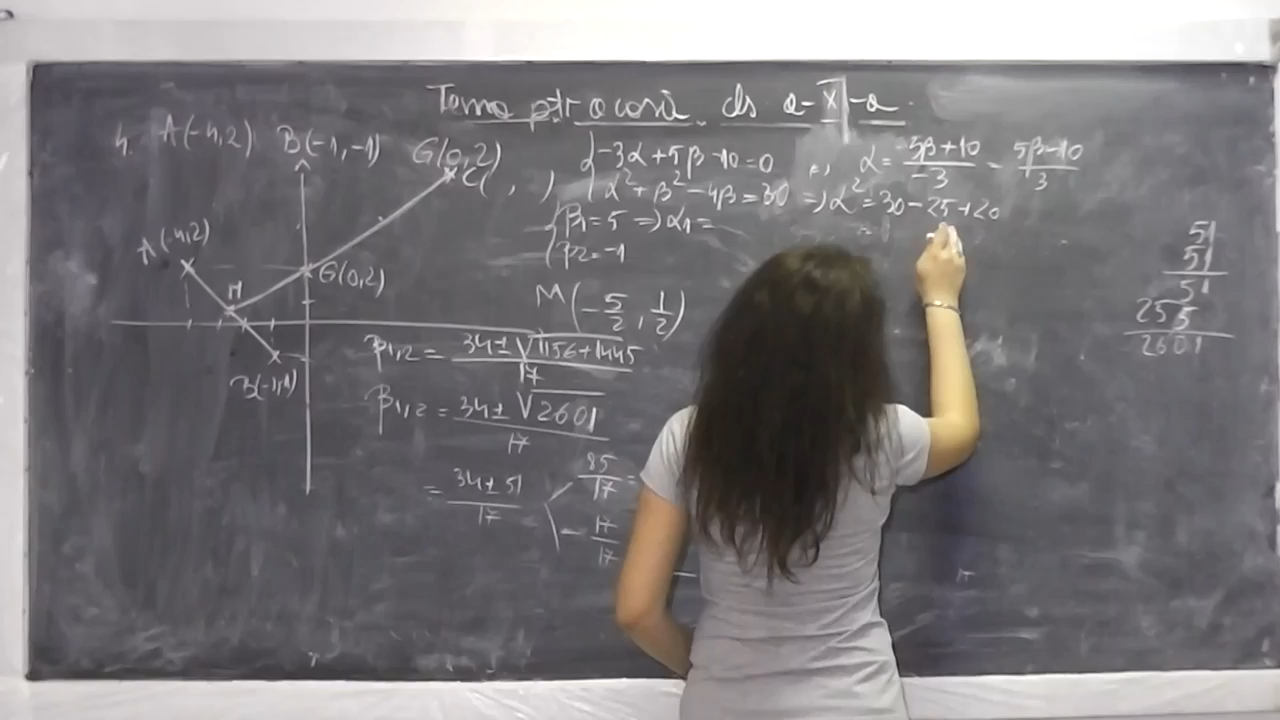 Tema ptr acasă cls a-X-a
4. A(-4,2) B(-1,-1) G(0,2)
C( , )
A(-4,2)
M
G(0,2)
B(-1,-1)
{-3α+5β-10=0
{α²+β²-4β=30 => α²=30-25+20
α = -5β+10/-3 = 5β-10/3
{β1=5 => α1=
{β2=-1
M(-5/2, 1/2)
β1,2 = 34±√1156+1445/17
β1,2 = 34±√2601/17
= 34±51/17
85/17 =
-17/17
51
51
51
255
2601